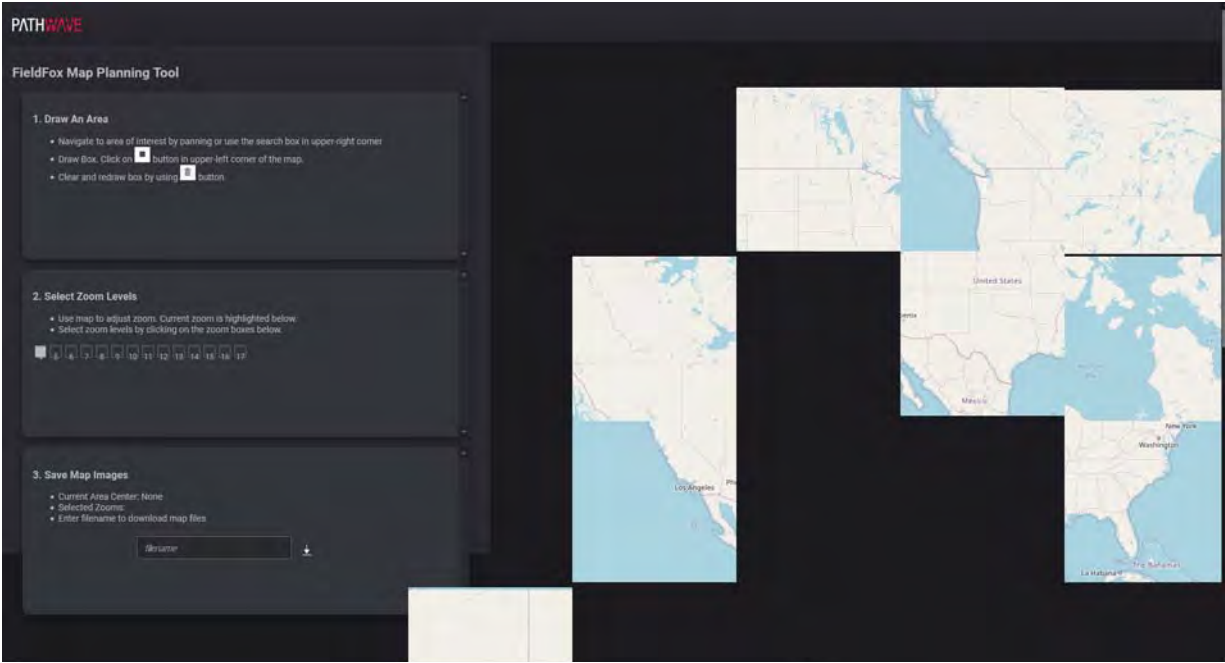 PATHWAVE
FieldFox Map Planning Tool
1. Draw An Area
• Navigate to area of interest by panning or use the search box in upper-right corner
• Draw Box. Click on button in upper-left corner of the map.
• Clear and redraw box by using button
2. Select Zoom Levels
• Use map to adjust zoom. Current zoom is highlighted below.
• Select zoom levels by clicking on the zoom boxes below.
5 6 7 8 9 10 11 12 13 14 15 16 17
3. Save Map Images
• Current Area Center: None
• Selected Zooms:
• Enter filename to download map files
filename
United States
México
Los Angeles
New York
Washington
La Habana
The Bahamas